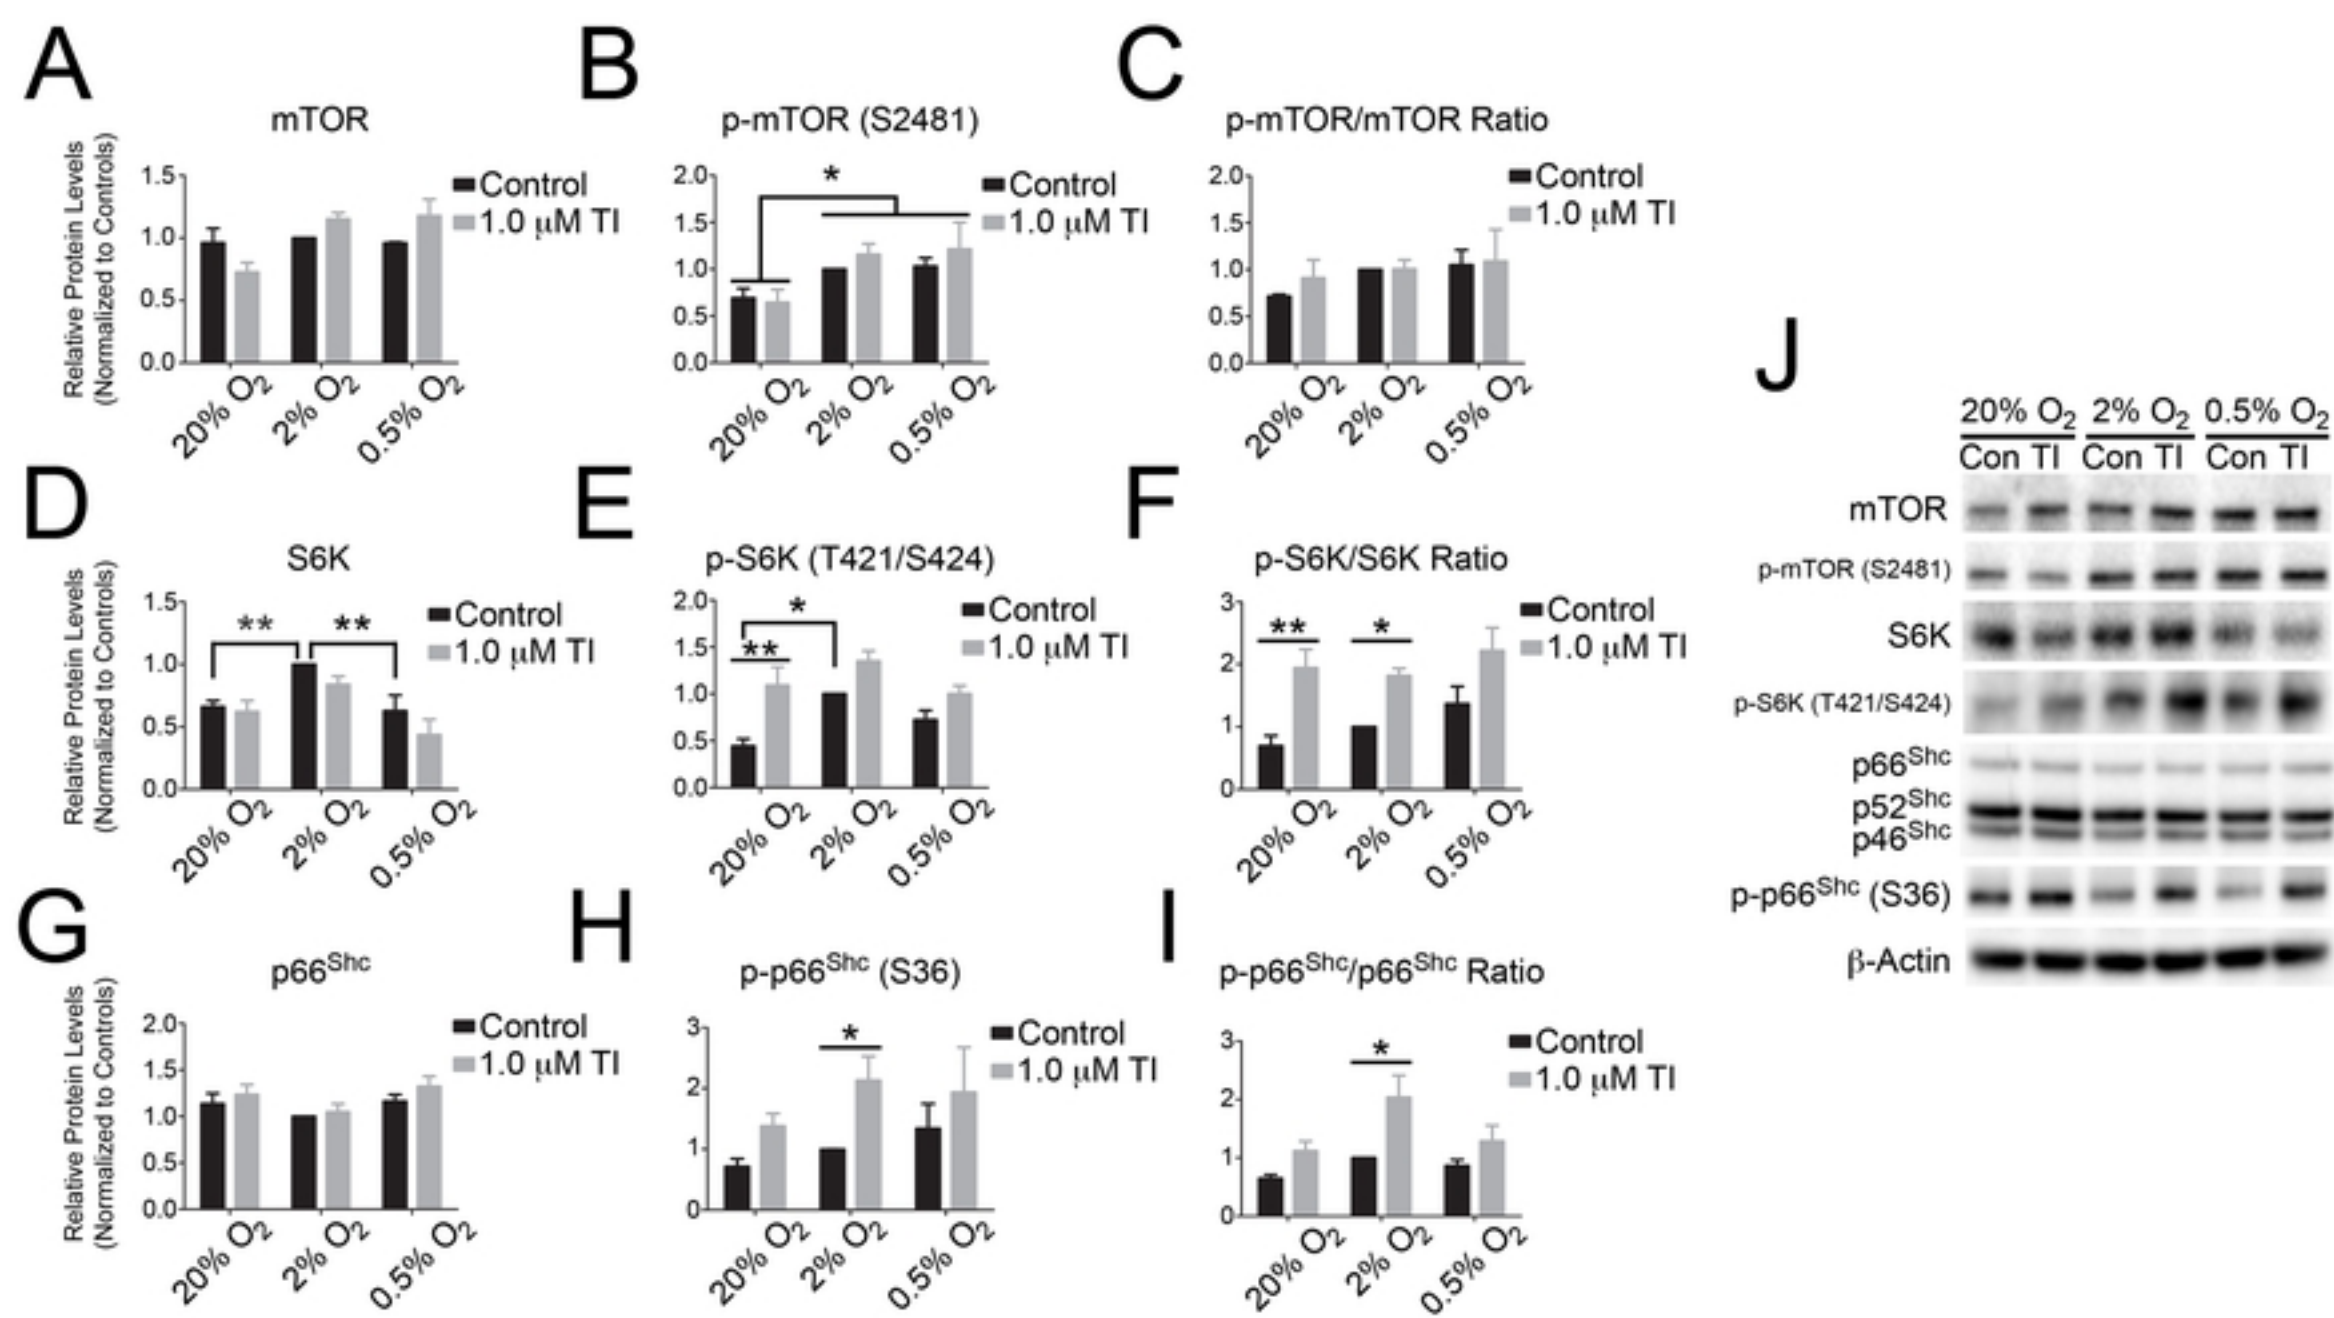 A
mTOR
Relative Protein Levels
(Normalized to Controls)
1.5
1.0
0.5
0.0
Control
1.0 μM TI
20% O2
2% O2
0.5% O2
B
p-mTOR (S2481)
2.0
1.5
1.0
0.5
0.0
*
Control
1.0 μM TI
20% O2
2% O2
0.5% O2
C
p-mTOR/mTOR Ratio
2.0
1.5
1.0
0.5
0.0
Control
1.0 μM TI
20% O2
2% O2
0.5% O2
D
S6K
Relative Protein Levels
(Normalized to Controls)
1.5
1.0
0.5
0.0
**
**
Control
1.0 μM TI
20% O2
2% O2
0.5% O2
E
p-S6K (T421/S424)
2.0
1.5
1.0
0.5
0.0
*
**
Control
1.0 μM TI
20% O2
2% O2
0.5% O2
F
p-S6K/S6K Ratio
3
2
1
0
**
*
Control
1.0 μM TI
20% O2
2% O2
0.5% O2
G
p66Shc
Relative Protein Levels
(Normalized to Controls)
2.0
1.5
1.0
0.5
0.0
Control
1.0 μM TI
20% O2
2% O2
0.5% O2
H
p-p66Shc (S36)
3
2
1
0
*
Control
1.0 μM TI
20% O2
2% O2
0.5% O2
I
p-p66Shc/p66Shc Ratio
3
2
1
0
*
Control
1.0 μM TI
20% O2
2% O2
0.5% O2
J
20% O2 2% O2 0.5% O2
Con TI Con TI Con TI
mTOR
p-mTOR (S2481)
S6K
p-S6K (T421/S424)
p66Shc
p52Shc
p46Shc
p-p66Shc (S36)
β-Actin